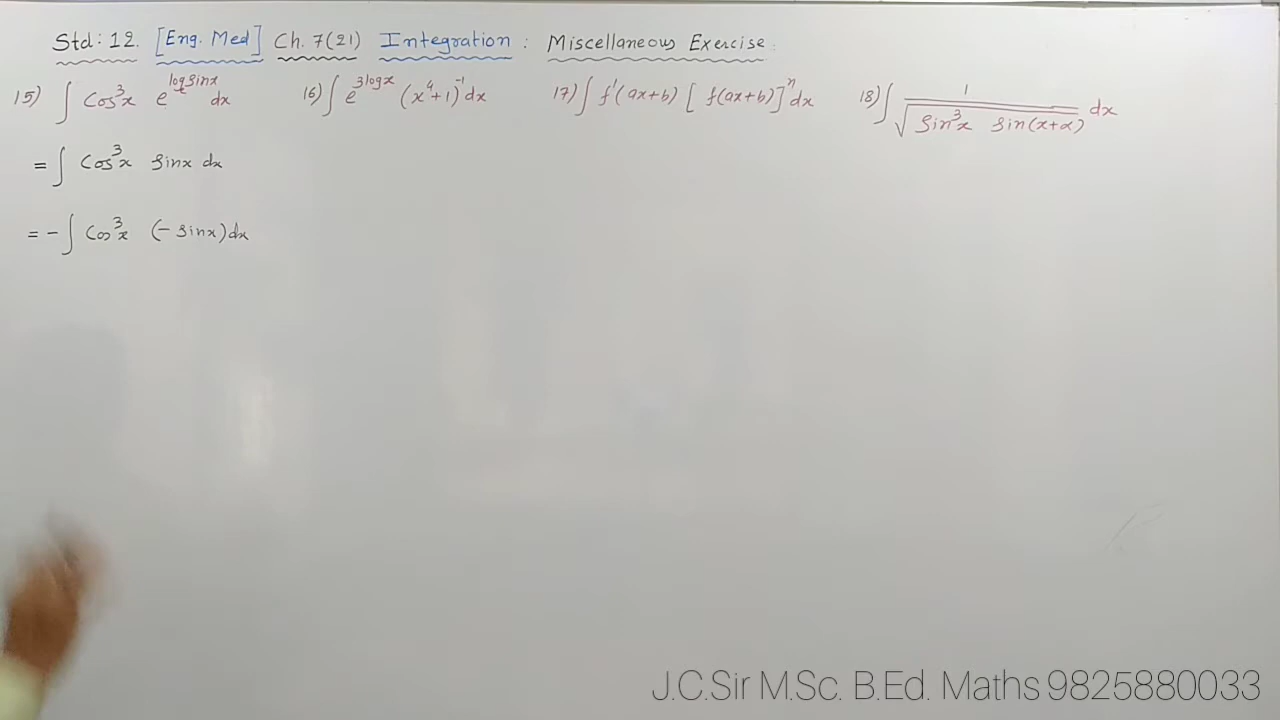 Std: 12. [Eng. Med] Ch. 7(21) Integration : Miscellaneous Exercise.
15) ∫ Cos³x e^{log sinx} dx 16) ∫ e^{3logx} (x⁴+1)⁻¹ dx 17) ∫ f'(ax+b) [f(ax+b)]ⁿ dx 18) ∫ 1/√(Sin³x sin(x+α)) dx
= ∫ Cos³x sinx dx
= - ∫ Cos³x (- sinx) dx
J.C.Sir M.Sc. B.Ed. Maths 9825880033